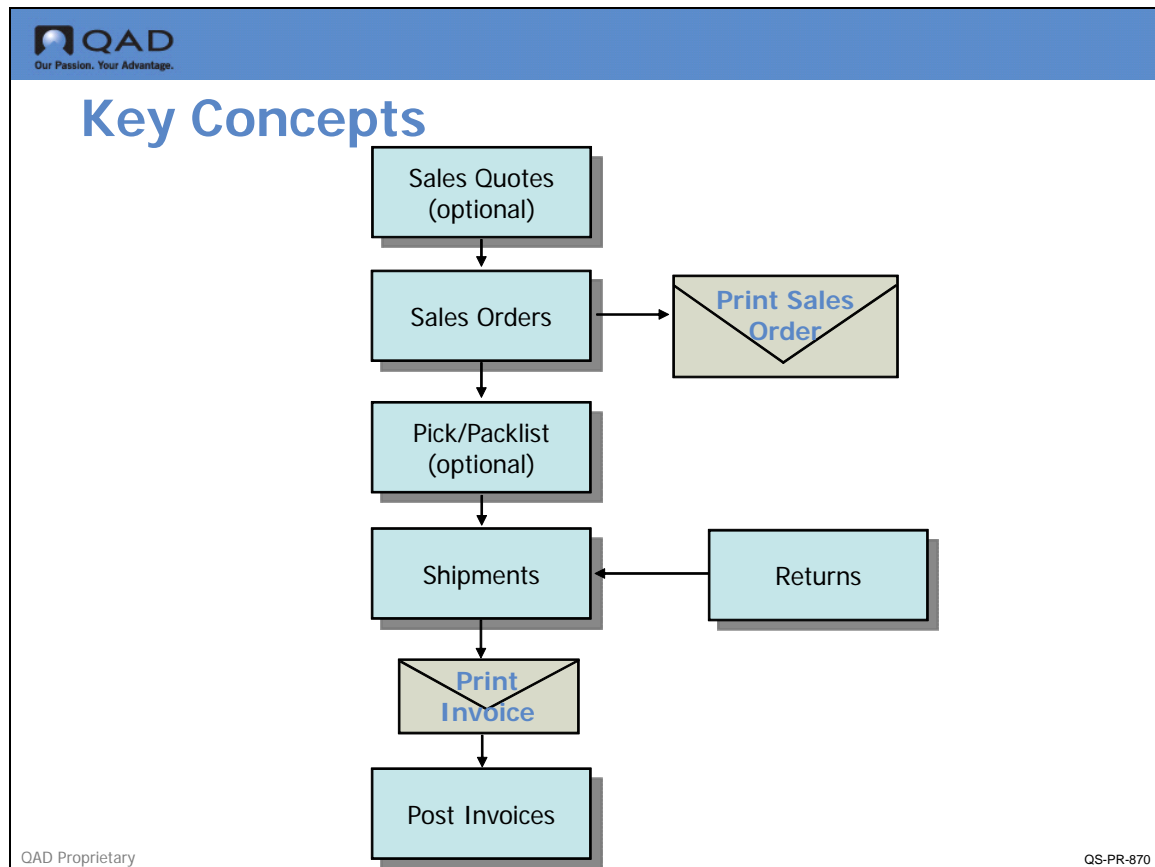 QAD
Our Passion. Your Advantage.
Key Concepts
Sales Quotes
(optional)
Sales Orders
Print Sales
Order
Pick/Packlist
(optional)
Shipments
Returns
Print
Invoice
Post Invoices
QAD Proprietary
QS-PR-870